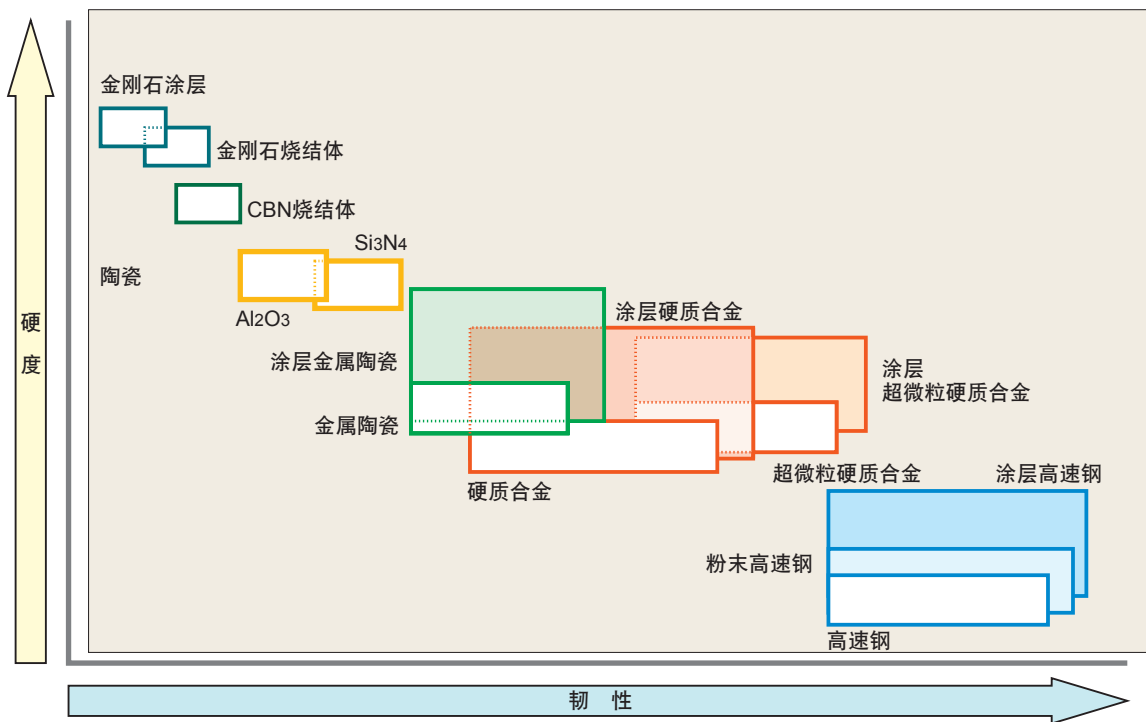 金刚石涂层
金刚石烧结体
CBN烧结体
Si3N4
陶瓷
Al2O3
涂层硬质合金
涂层金属陶瓷
涂层
超微粒硬质合金
金属陶瓷
硬质合金
超微粒硬质合金
涂层高速钢
粉末高速钢
高速钢
硬
度
韧 性